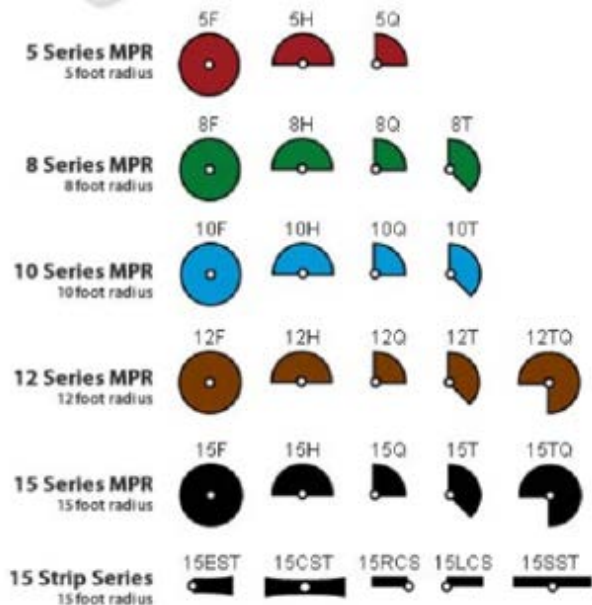 5F 5H 5Q
5 Series MPR
5 foot radius
8F 8H 8Q 8T
8 Series MPR
8 foot radius
10F 10H 10Q 10T
10 Series MPR
10 foot radius
12F 12H 12Q 12T 12TQ
12 Series MPR
12 foot radius
15F 15H 15Q 15T 15TQ
15 Series MPR
15 foot radius
15EST 15CST 15RCS 15LCS 15SST
15 Strip Series
15 foot radius